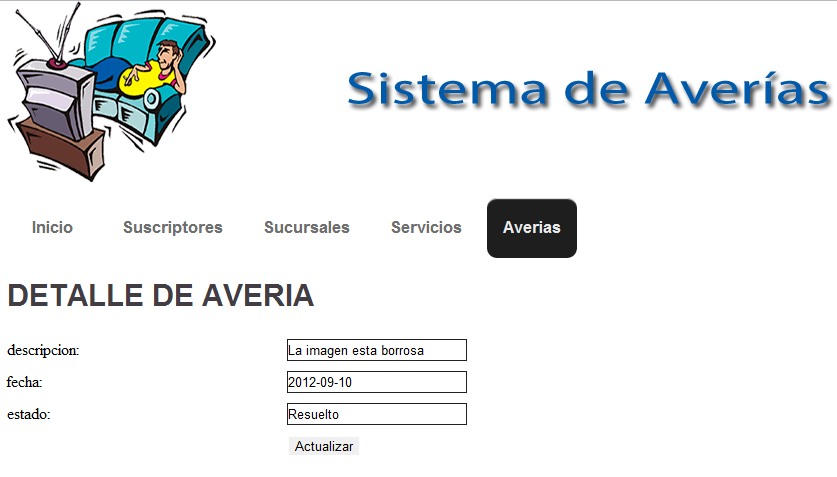 Sistema de Averías
Inicio Suscriptores Sucursales Servicios Averias
DETALLE DE AVERIA
descripcion: La imagen esta borrosa
fecha: 2012-09-10
estado: Resuelto
Actualizar